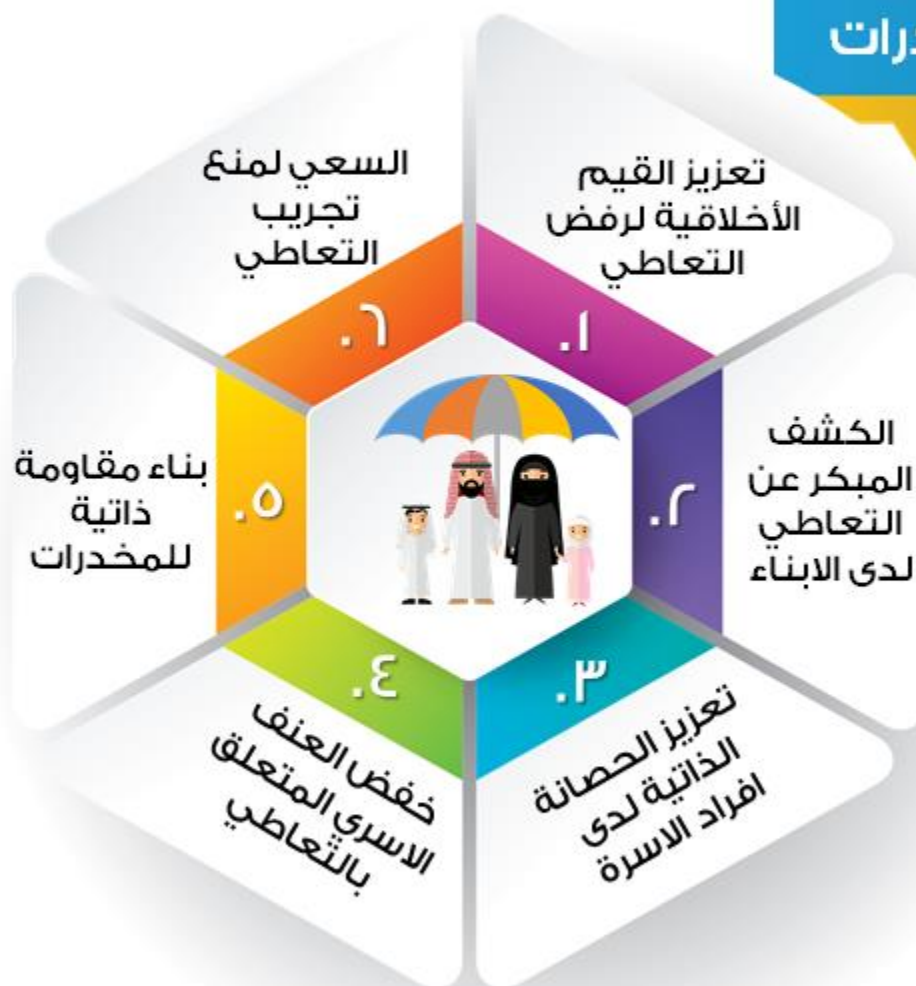 تعزيز القيم
الأخلاقية لرفض
التعاطي
.١
الكشف
المبكر عن
التعاطي
لدى الابناء
.٢
تعزيز الحصانة
الذاتية لدى
افراد الاسرة
.٣
خفض العنف
الاسري المتعلق
بالتعاطي
.٤
بناء مقاومة
ذاتية
للمخدرات
.٥
السعي لمنع
تجريب
التعاطي
.٦